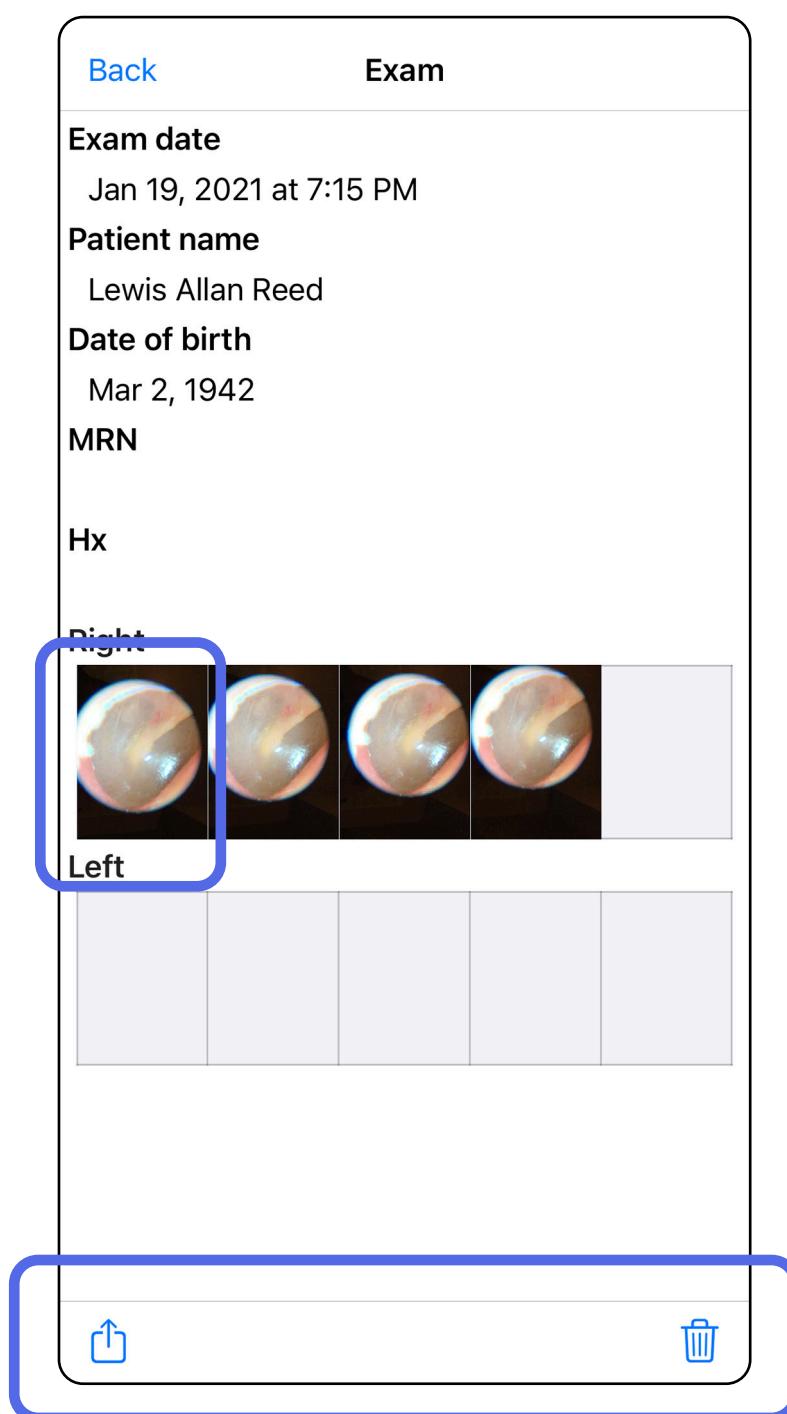 Back
Exam
Exam date
Jan 19, 2021 at 7:15 PM
Patient name
Lewis Allan Reed
Date of birth
Mar 2, 1942
MRN
Hx
Right
Left